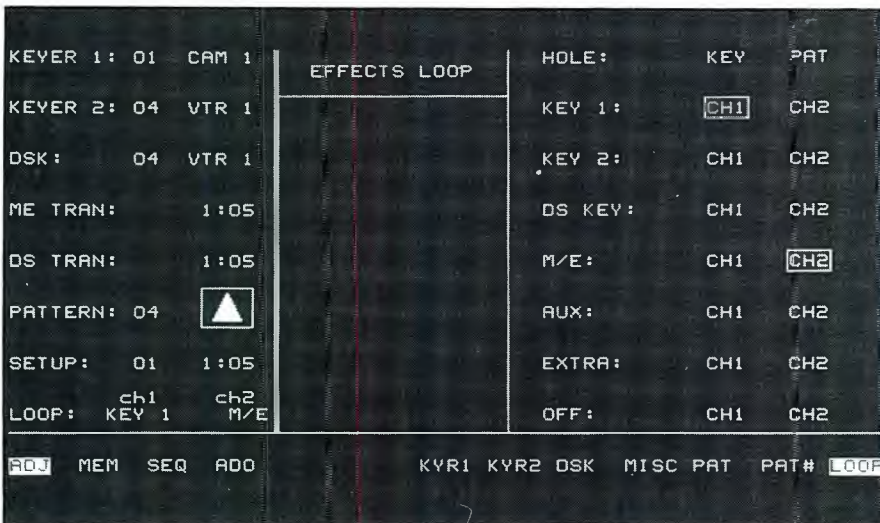 KEYER 1: 01 CAM 1
KEYER 2: 04 VTR 1
DSK: 04 VTR 1
ME TRAN: 1:05
DS TRAN: 1:05
PATTERN: 04
SETUP: 01 1:05
ch1 ch2
LOOP: KEY 1 M/E
EFFECTS LOOP
HOLE: KEY PAT
KEY 1: CH1 CH2
KEY 2: CH1 CH2
DS KEY: CH1 CH2
M/E: CH1 CH2
AUX: CH1 CH2
EXTRA: CH1 CH2
OFF: CH1 CH2
ADJ MEM SEQ ADO KYR1 KYR2 DSK MISC PAT PAT# LOOP